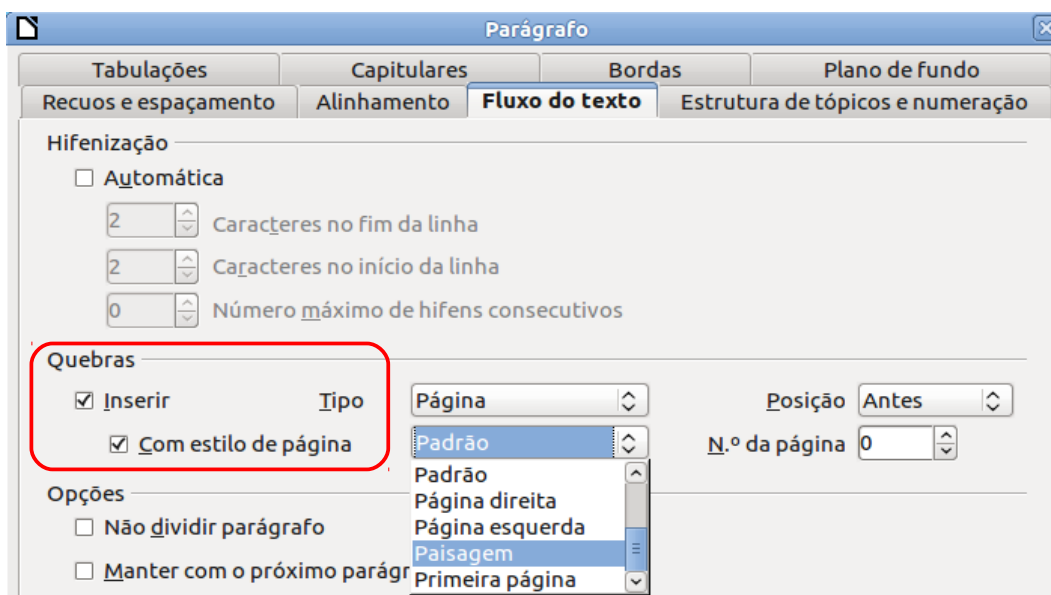 Parágrafo
Tabulações Capitulares Bordas Plano de fundo
Recuos e espaçamento Alinhamento Fluxo do texto Estrutura de tópicos e numeração
Hifenização
Automática
2 Caracteres no fim da linha
2 Caracteres no início da linha
0 Número máximo de hifens consecutivos
Quebras
Inserir Tipo Página Posição Antes
Com estilo de página Padrão N.º da página 0
Padrão
Opções
Página direita
Não dividir parágrafo Página esquerda
Paisagem
Manter com o próximo parágr Primeira página